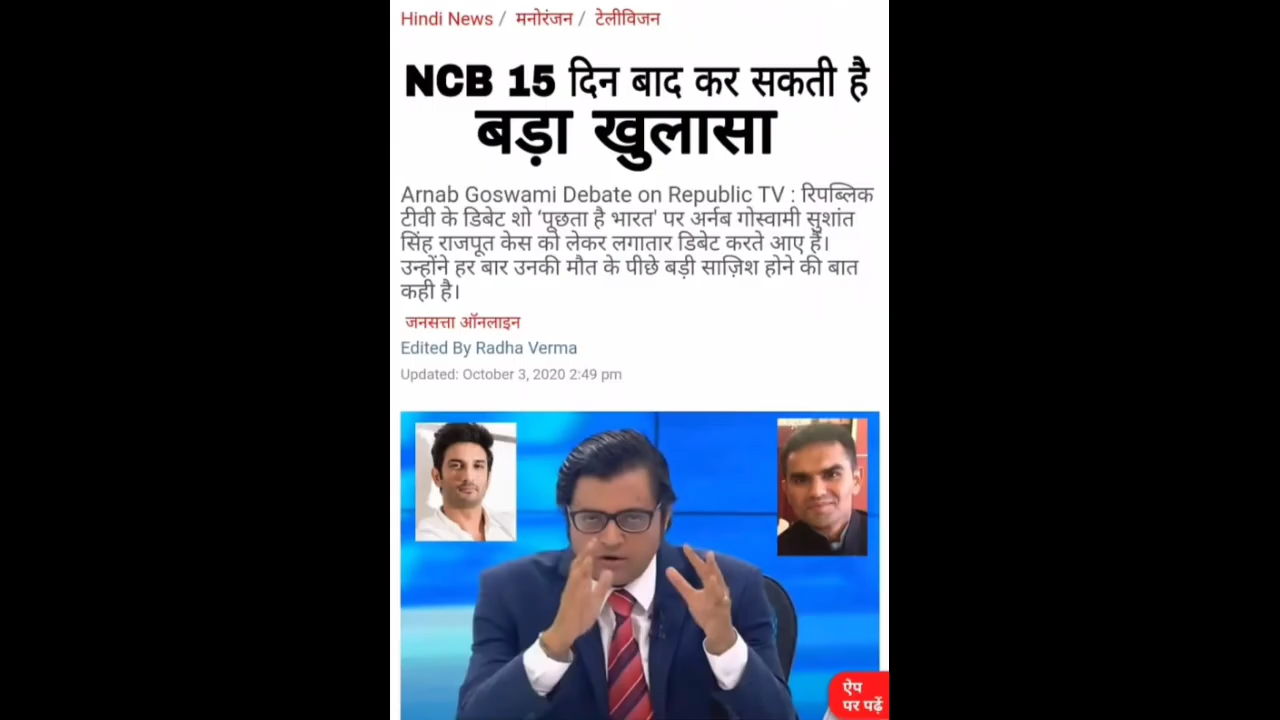 Hindi News / मनोरंजन / टेलीविजन
NCB 15 दिन बाद कर सकती है
बड़ा खुलासा
Arnab Goswami Debate on Republic TV : रिपब्लिक
टीवी के डिबेट शो ‘पूछता है भारत' पर अर्नब गोस्वामी सुशांत
सिंह राजपूत केस को लेकर लगातार डिबेट करते आए हैं।
उन्होंने हर बार उनकी मौत के पीछे बड़ी साज़िश होने की बात
कही है।
जनसत्ता ऑनलाइन
Edited By Radha Verma
Updated: October 3, 2020 2:49 pm
ऐप
पर पढ़ें